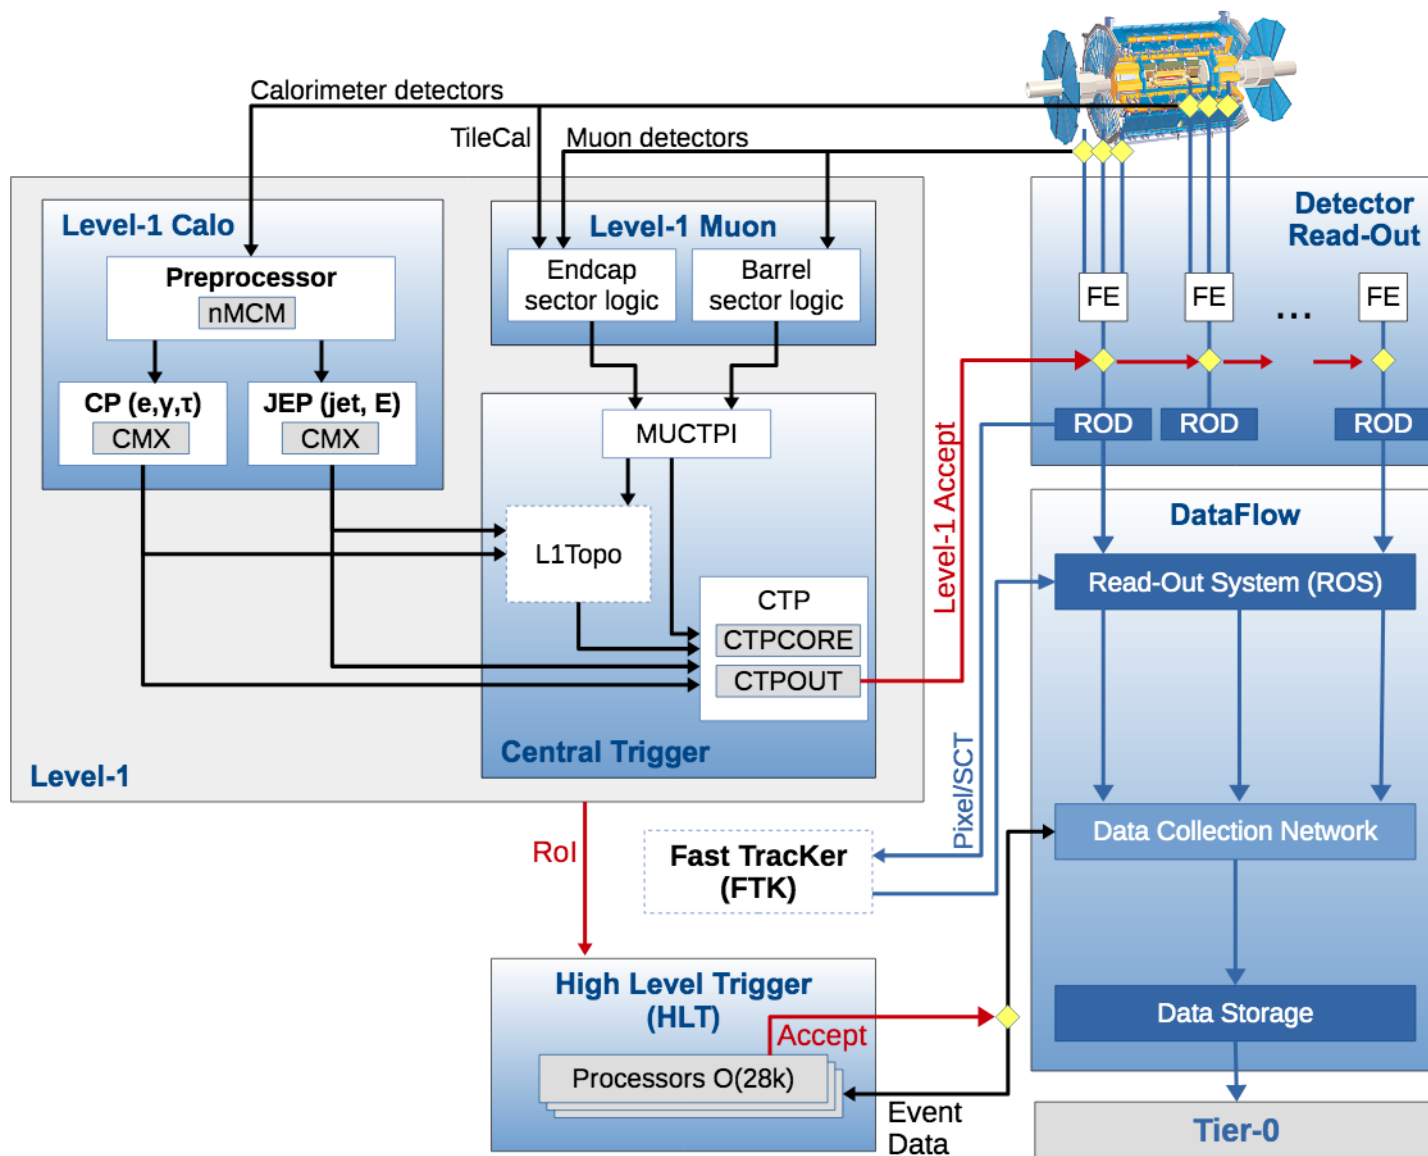 Calorimeter detectors
TileCal
Muon detectors
Level-1 Calo
Preprocessor
nMCM
CP (e,γ,τ)
CMX
JEP (jet, E)
CMX
Level-1 Muon
Endcap
sector logic
Barrel
sector logic
MUCTPI
L1Topo
CTP
CTPCORE
CTPOUT
Central Trigger
Level-1
Level-1 Accept
Detector
Read-Out
FE
FE
...
FE
ROD
ROD
ROD
DataFlow
Read-Out System (ROS)
Pixel/SCT
Data Collection Network
RoI
Fast TracKer
(FTK)
High Level Trigger
(HLT)
Accept
Processors O(28k)
Event
Data
Data Storage
Tier-0